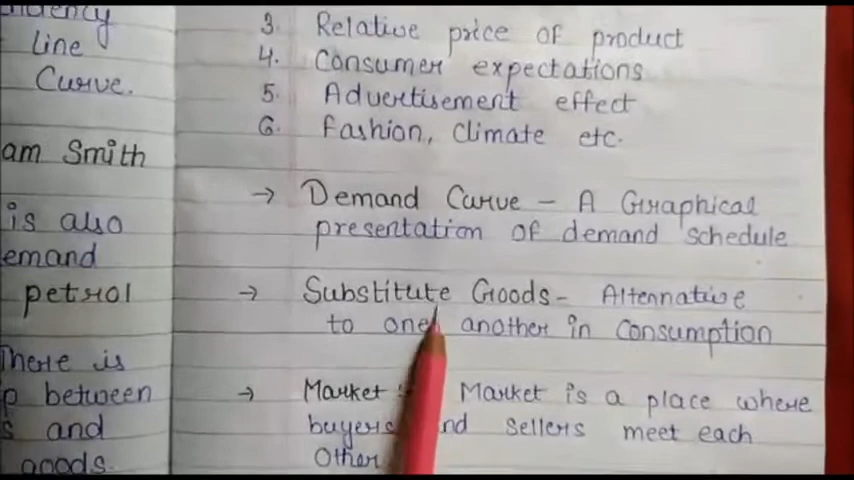 line
Curve.
am Smith
is also
emand
petrol
There is
p between
s and
goods.
3. Relative price of product
4. Consumer expectations
5. Advertisement effect
6. Fashion, Climate etc.
→ Demand Curve - A Graphical
presentation of demand schedule
→ Substitute Goods - Alternative
to one another in Consumption
→ Market : Market is a place where
buyers and sellers meet each
Other